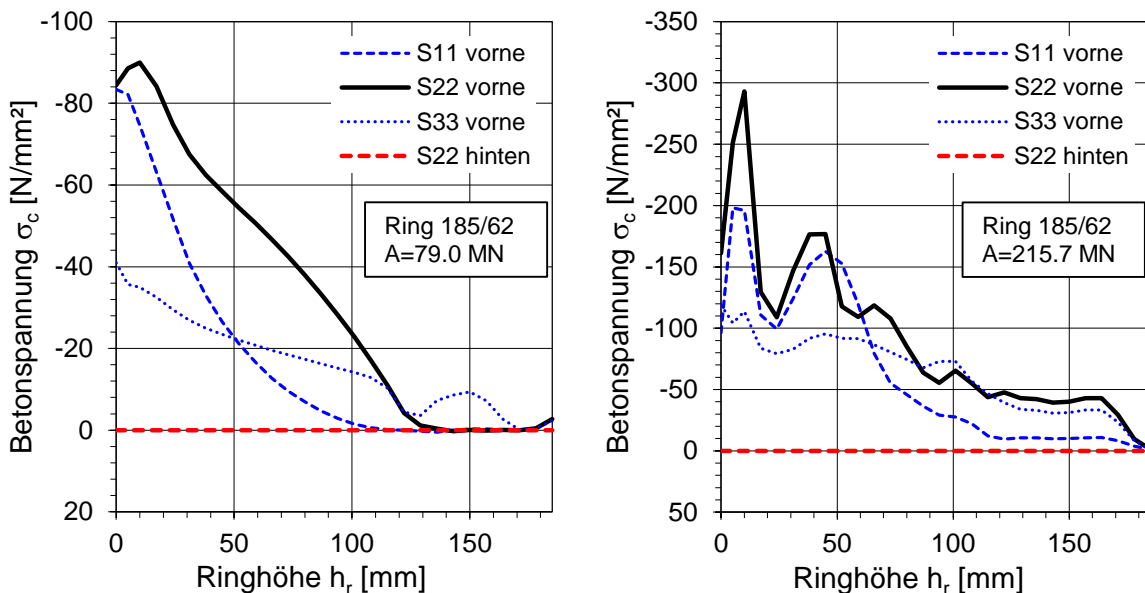 -100
-80
-60
-40
-20
0
20
0 50 100 150
Betonspannung σc [N/mm²]
Ringhöhe hr [mm]
S11 vorne
S22 vorne
S33 vorne
S22 hinten
Ring 185/62
A=79.0 MN
-350
-300
-250
-200
-150
-100
-50
0
50
0 50 100 150
Betonspannung σc [N/mm²]
Ringhöhe hr [mm]
S11 vorne
S22 vorne
S33 vorne
S22 hinten
Ring 185/62
A=215.7 MN